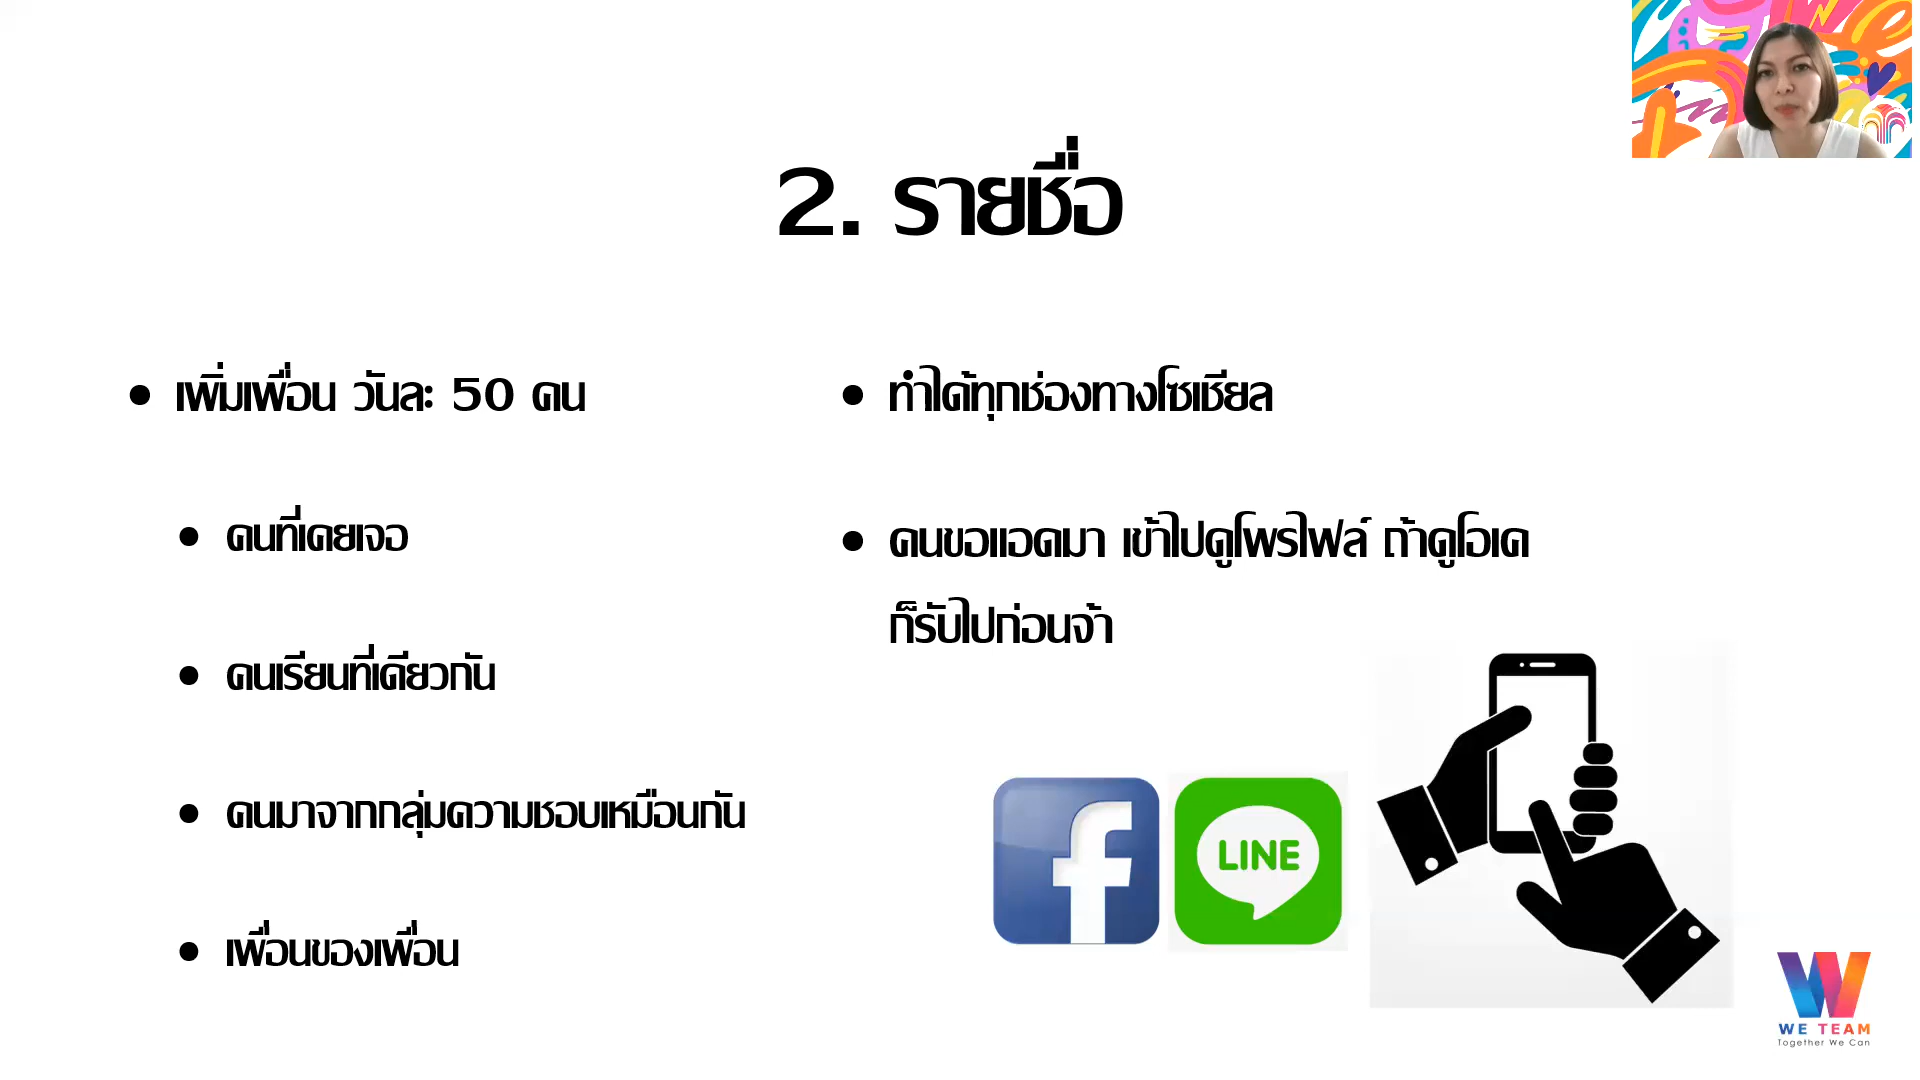 2. รายชื่อ
• เพิ่มเพื่อน วันละ 50 คน
• คนที่เคยเจอ
• คนเรียนที่เดียวกัน
• คนมาจากกลุ่มความชอบเหมือนกัน
• เพื่อนของเพื่อน
• ทำได้ทุกช่องทางโซเชียล
• คนขอแอดมา เข้าไปดูโพรไฟล์ ถ้าดูโอเค
ก็รับไปก่อนจ้า
f
LINE
W
WE TEAM
Together We Can